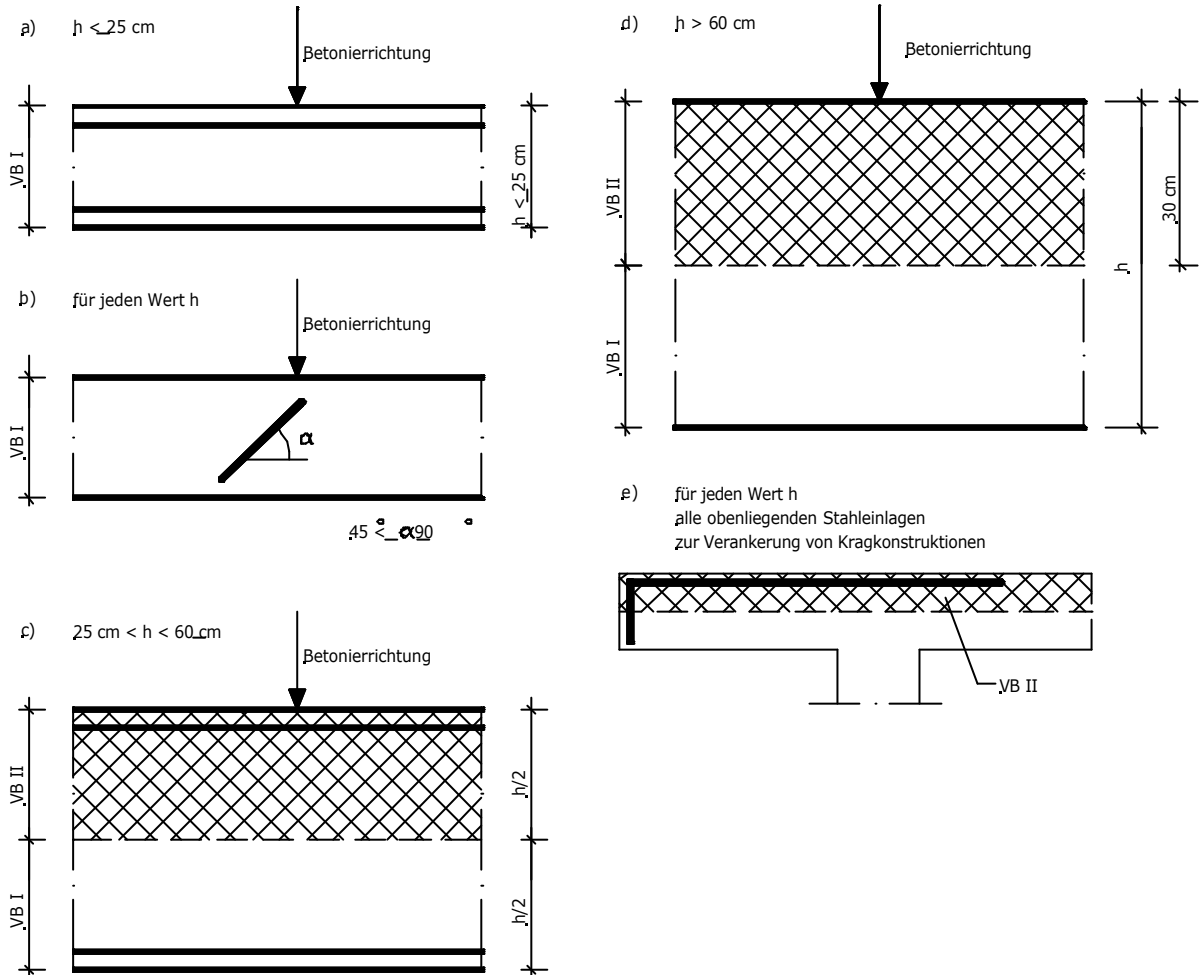 a) h < 25 cm
Betonierrichtung
VB I
h < 25 cm
b) für jeden Wert h
Betonierrichtung
VB I
α
45° < α 90°
c) 25 cm < h < 60 cm
Betonierrichtung
VB II
VB I
h/2
h/2
d) h > 60 cm
Betonierrichtung
VB II
VB I
h
30 cm
e) für jeden Wert h
alle obenliegenden Stahleinlagen
zur Verankerung von Kragkonstruktionen
VB II